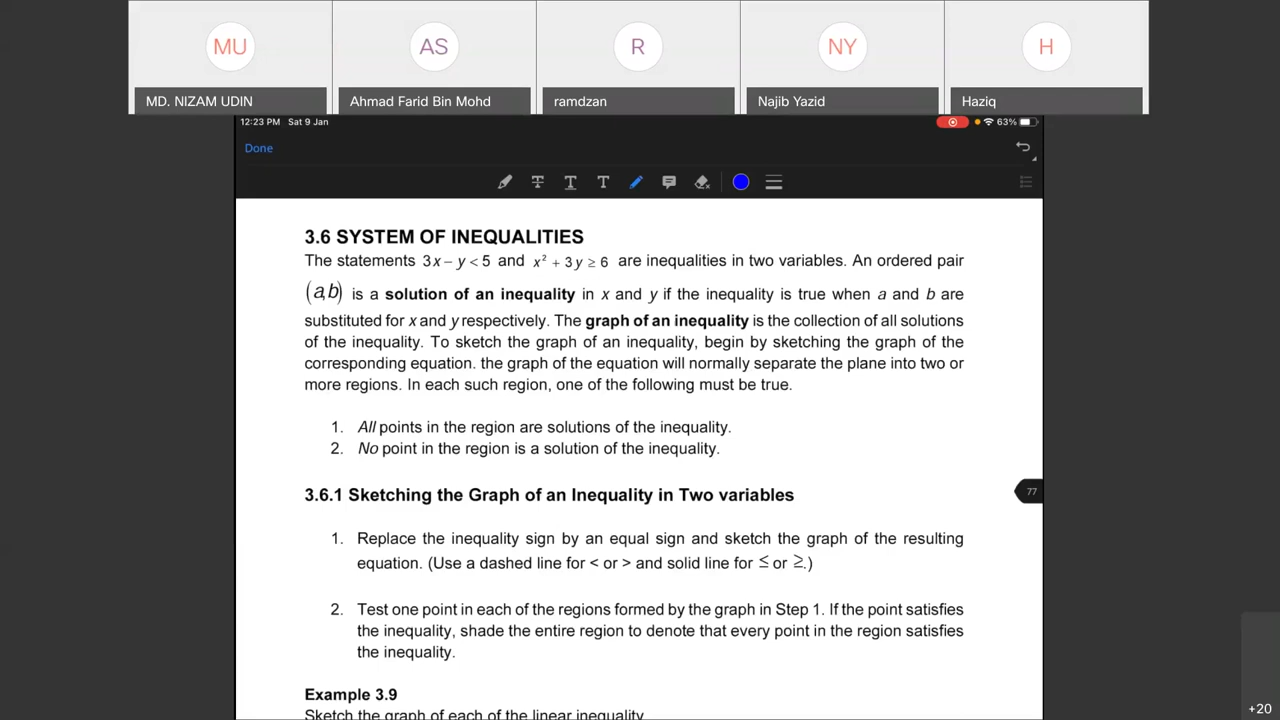 MU AS R NY H
MD. NIZAM UDIN Ahmad Farid Bin Mohd ramdzan Najib Yazid Haziq
12:23 PM Sat 9 Jan 63%
Done
3.6 SYSTEM OF INEQUALITIES
The statements 3x − y < 5 and x² + 3y ≥ 6 are inequalities in two variables. An ordered pair
(a,b) is a solution of an inequality in x and y if the inequality is true when a and b are
substituted for x and y respectively. The graph of an inequality is the collection of all solutions
of the inequality. To sketch the graph of an inequality, begin by sketching the graph of the
corresponding equation. the graph of the equation will normally separate the plane into two or
more regions. In each such region, one of the following must be true.
1. All points in the region are solutions of the inequality.
2. No point in the region is a solution of the inequality.
3.6.1 Sketching the Graph of an Inequality in Two variables
77
1. Replace the inequality sign by an equal sign and sketch the graph of the resulting
equation. (Use a dashed line for < or > and solid line for ≤ or ≥.)
2. Test one point in each of the regions formed by the graph in Step 1. If the point satisfies
the inequality, shade the entire region to denote that every point in the region satisfies
the inequality.
Example 3.9
Sketch the graph of each of the linear inequality
+20